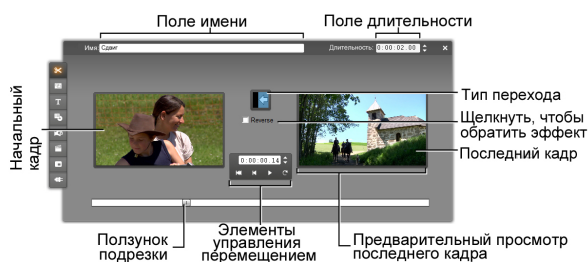 Поле имени
Поле длительности
Имя: Сдвиг
Длительность: 0:00:02:00
Тип перехода
Reverse
Щелкнуть, чтобы
обратить эффект
Начальный
кадр
Последний кадр
0:00:00.14
Ползунок
подрезки
Элементы
управления
перемещением
Предварительный просмотр
последнего кадра